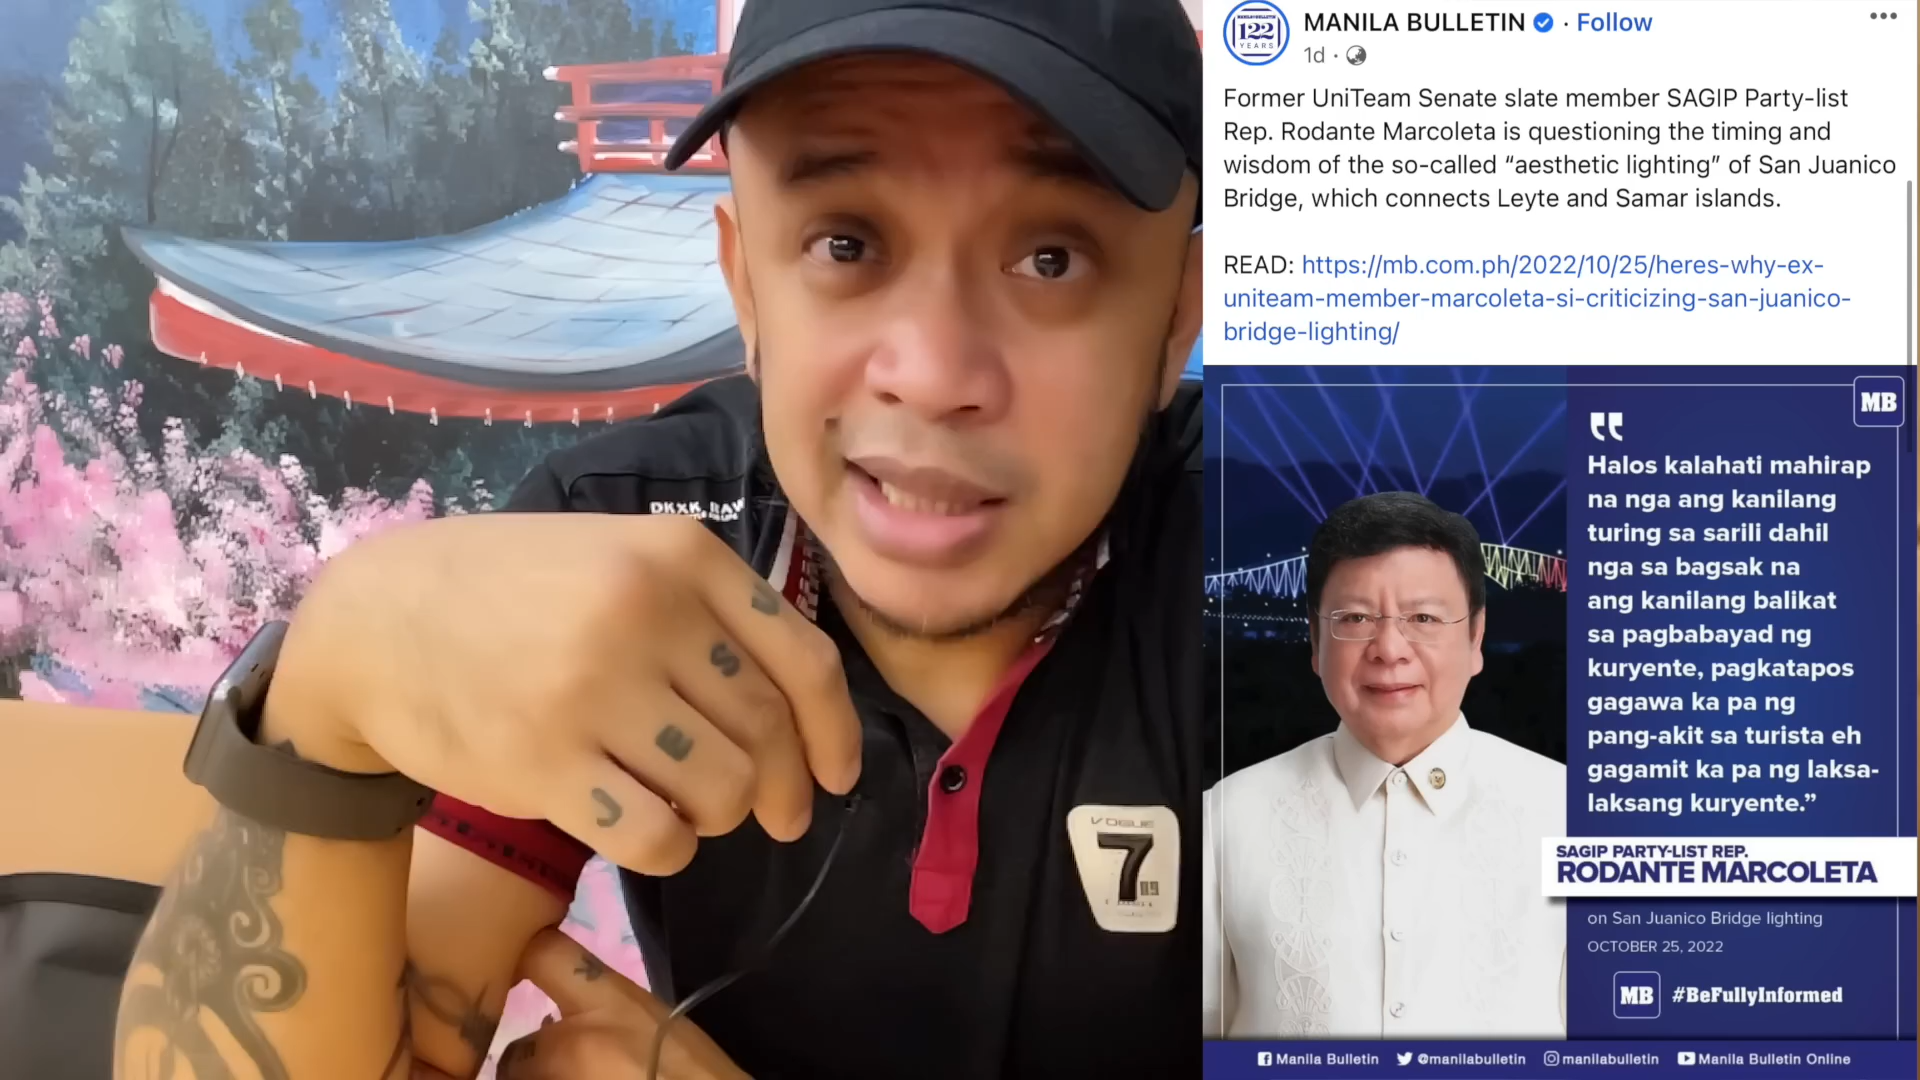 MANILA BULLETIN · Follow
122
YEARS
1d ·
Former UniTeam Senate slate member SAGIP Party-list
Rep. Rodante Marcoleta is questioning the timing and
wisdom of the so-called “aesthetic lighting” of San Juanico
Bridge, which connects Leyte and Samar islands.
READ: https://mb.com.ph/2022/10/25/heres-why-ex-
uniteam-member-marcoleta-si-criticizing-san-juanico-
bridge-lighting/
MB
Halos kalahati mahirap
na nga ang kanilang
turing sa sarili dahil
nga sa bagsak na
ang kanilang balikat
sa pagbabayad ng
kuryente, pagkatapos
gagawa ka pa ng
pang-akit sa turista eh
gagamit ka pa ng laksa-
laksang kuryente.”
SAGIP PARTY-LIST REP.
RODANTE MARCOLETA
on San Juanico Bridge lighting
OCTOBER 25, 2022
MB #BeFullyInformed
Manila Bulletin @manilabulletin manilabulletin Manila Bulletin Online
DKXK RAW
VOGUE
7
U
S
E
J